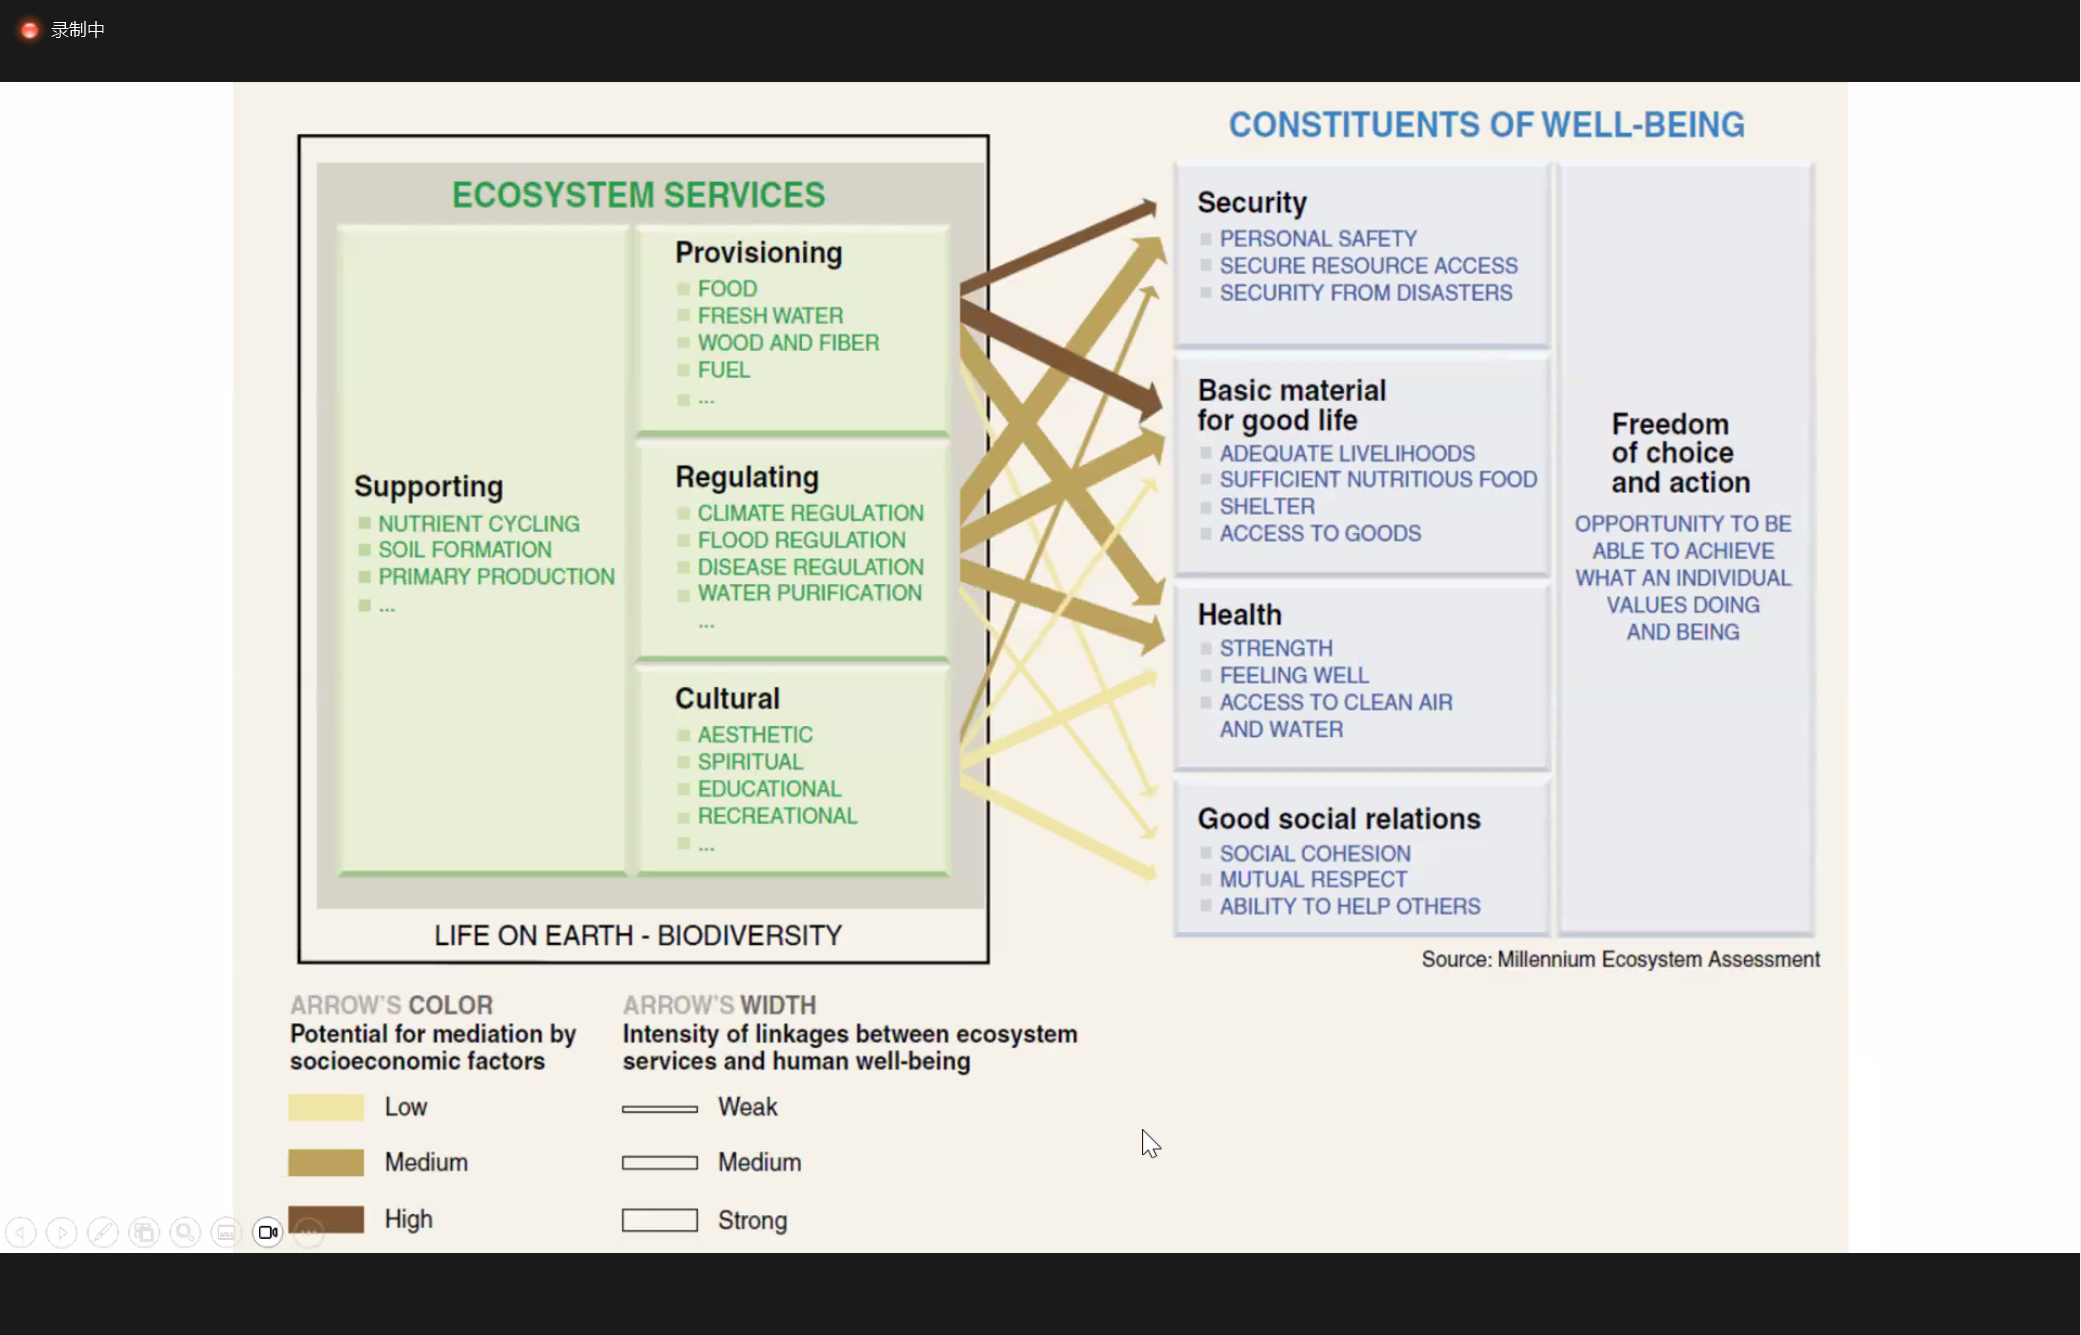 录制中
ECOSYSTEM SERVICES
Supporting
NUTRIENT CYCLING
SOIL FORMATION
PRIMARY PRODUCTION
...
Provisioning
FOOD
FRESH WATER
WOOD AND FIBER
FUEL
...
Regulating
CLIMATE REGULATION
FLOOD REGULATION
DISEASE REGULATION
WATER PURIFICATION
...
Cultural
AESTHETIC
SPIRITUAL
EDUCATIONAL
RECREATIONAL
...
LIFE ON EARTH - BIODIVERSITY
CONSTITUENTS OF WELL-BEING
Security
PERSONAL SAFETY
SECURE RESOURCE ACCESS
SECURITY FROM DISASTERS
Basic material
for good life
ADEQUATE LIVELIHOODS
SUFFICIENT NUTRITIOUS FOOD
SHELTER
ACCESS TO GOODS
Health
STRENGTH
FEELING WELL
ACCESS TO CLEAN AIR
AND WATER
Good social relations
SOCIAL COHESION
MUTUAL RESPECT
ABILITY TO HELP OTHERS
Freedom
of choice
and action
OPPORTUNITY TO BE
ABLE TO ACHIEVE
WHAT AN INDIVIDUAL
VALUES DOING
AND BEING
Source: Millennium Ecosystem Assessment
ARROW'S COLOR
Potential for mediation by
socioeconomic factors
Low
Medium
High
ARROW'S WIDTH
Intensity of linkages between ecosystem
services and human well-being
Weak
Medium
Strong